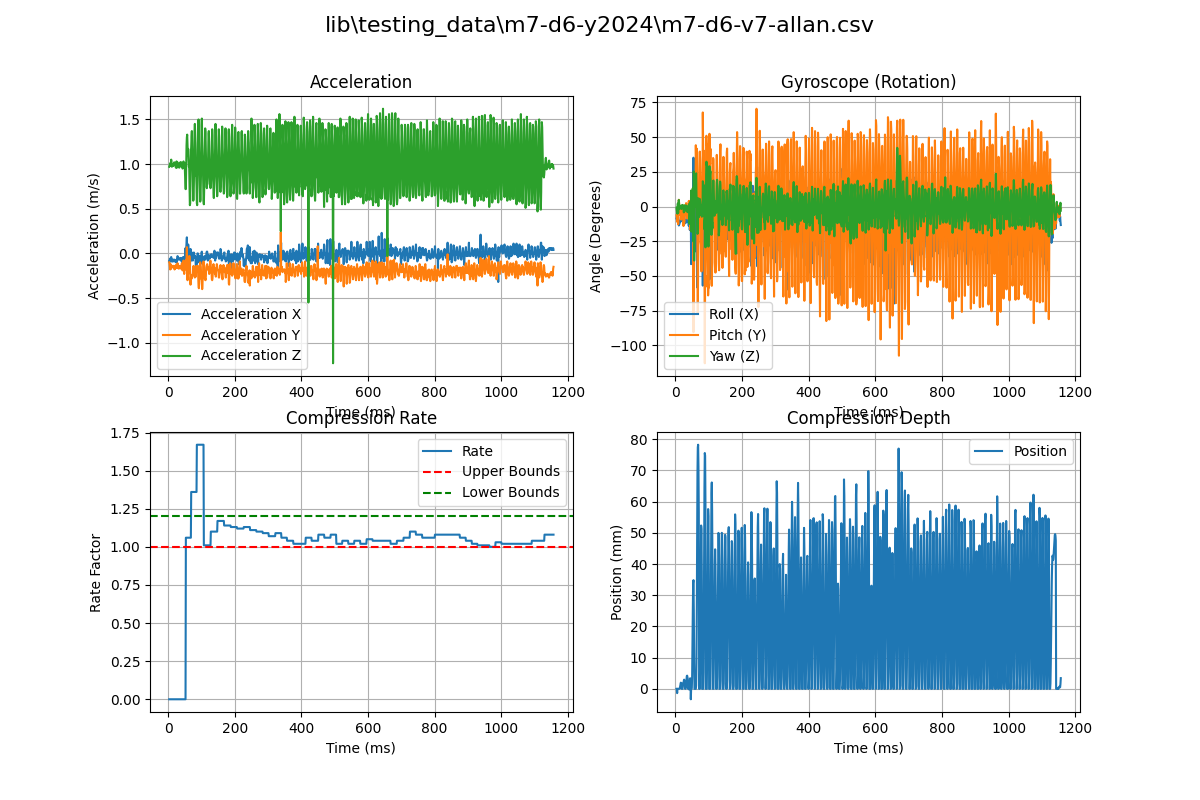 lib\testing_data\m7-d6-y2024\m7-d6-v7-allan.csv
Acceleration
Acceleration (m/s)
1.5
1.0
0.5
0.0
−0.5
−1.0
Acceleration X
Acceleration Y
Acceleration Z
0 200 400 600 800 1000 1200
Time (ms)
Gyroscope (Rotation)
Angle (Degrees)
75
50
25
0
−25
−50
−75
−100
Roll (X)
Pitch (Y)
Yaw (Z)
0 200 400 600 800 1000 1200
Time (ms)
Compression Rate
Rate Factor
1.75
1.50
1.25
1.00
0.75
0.50
0.25
0.00
Rate
Upper Bounds
Lower Bounds
0 200 400 600 800 1000 1200
Time (ms)
Compression Depth
Position (mm)
80
70
60
50
40
30
20
10
0
Position
0 200 400 600 800 1000 1200
Time (ms)